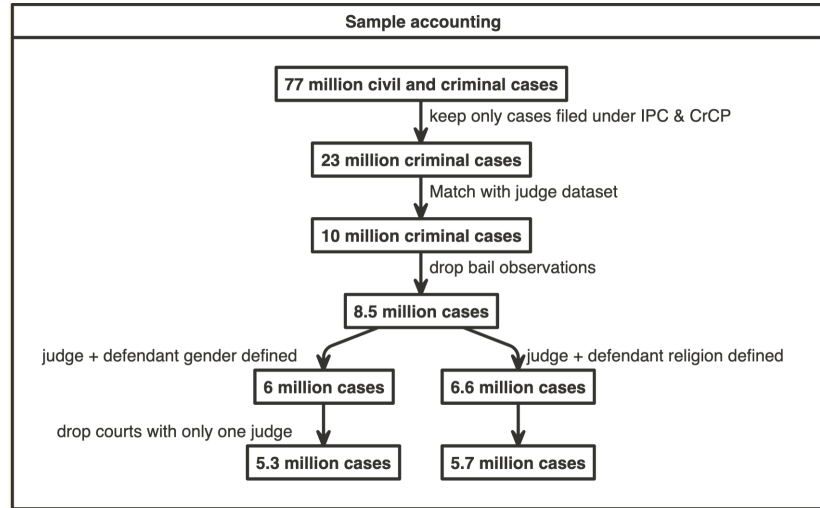 Sample accounting
77 million civil and criminal cases
keep only cases filed under IPC & CrCP
23 million criminal cases
Match with judge dataset
10 million criminal cases
drop bail observations
8.5 million cases
judge + defendant gender defined
judge + defendant religion defined
6 million cases
6.6 million cases
drop courts with only one judge
5.3 million cases
5.7 million cases